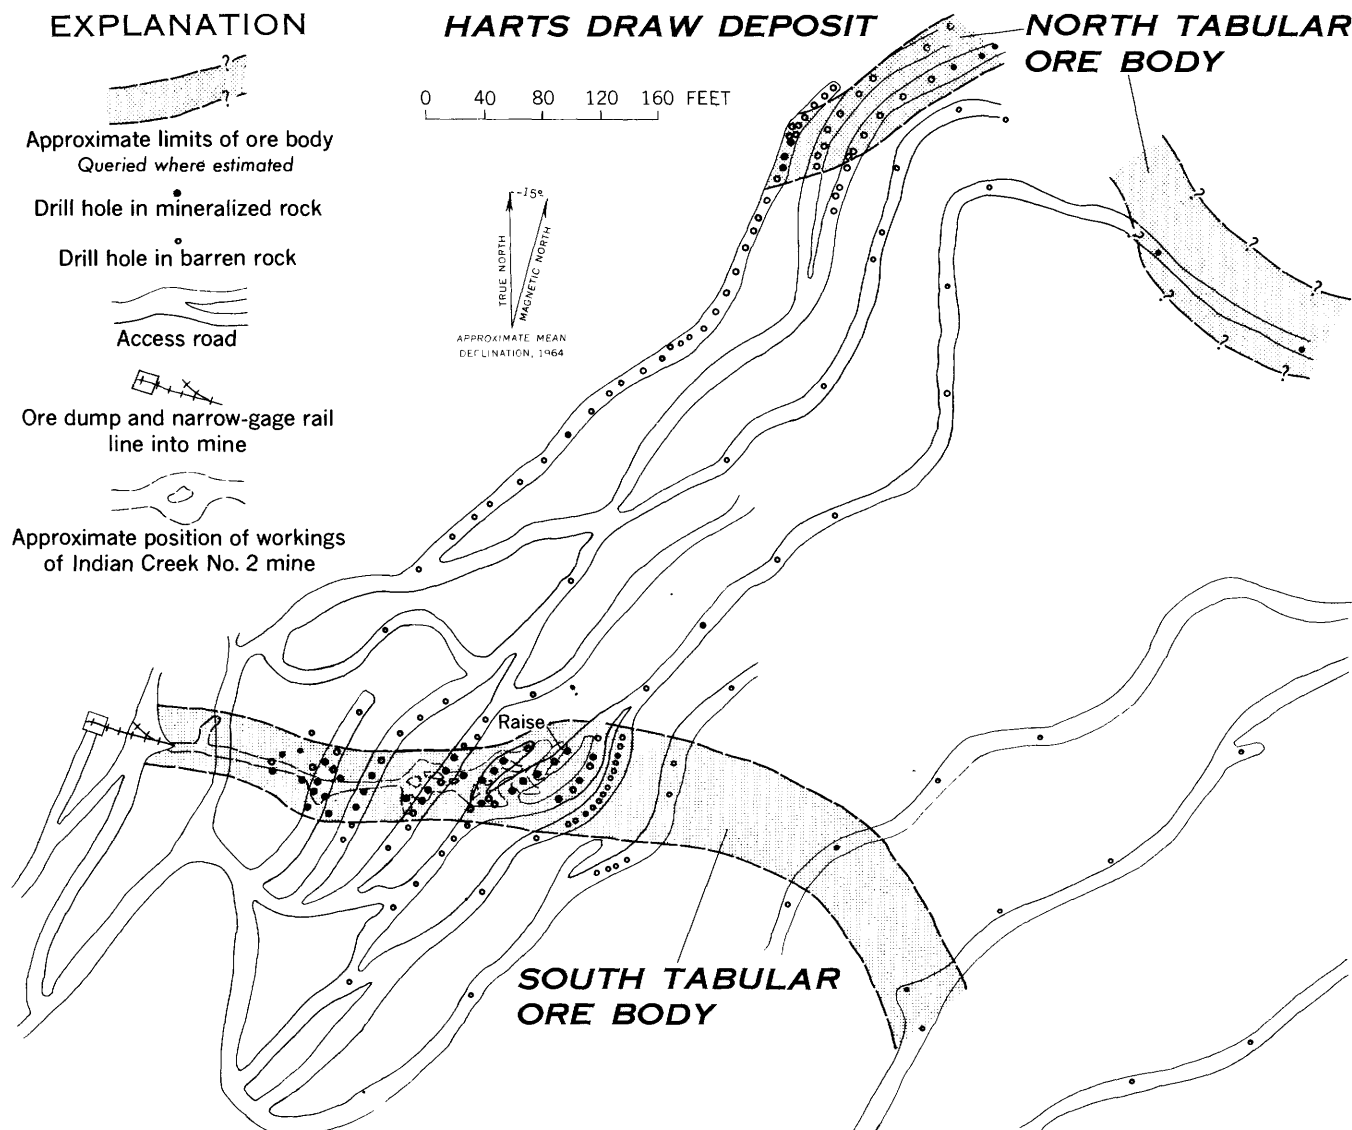 EXPLANATION
?
?
Approximate limits of ore body
Queried where estimated
Drill hole in mineralized rock
Drill hole in barren rock
Access road
Ore dump and narrow-gage rail
line into mine
Approximate position of workings
of Indian Creek No. 2 mine
HARTS DRAW DEPOSIT
0 40 80 120 160 FEET
15°
TRUE NORTH
MAGNETIC NORTH
APPROXIMATE MEAN
DECLINATION, 1964
NORTH TABULAR
ORE BODY
?
?
?
?
?
?
?
Raise
SOUTH TABULAR
ORE BODY